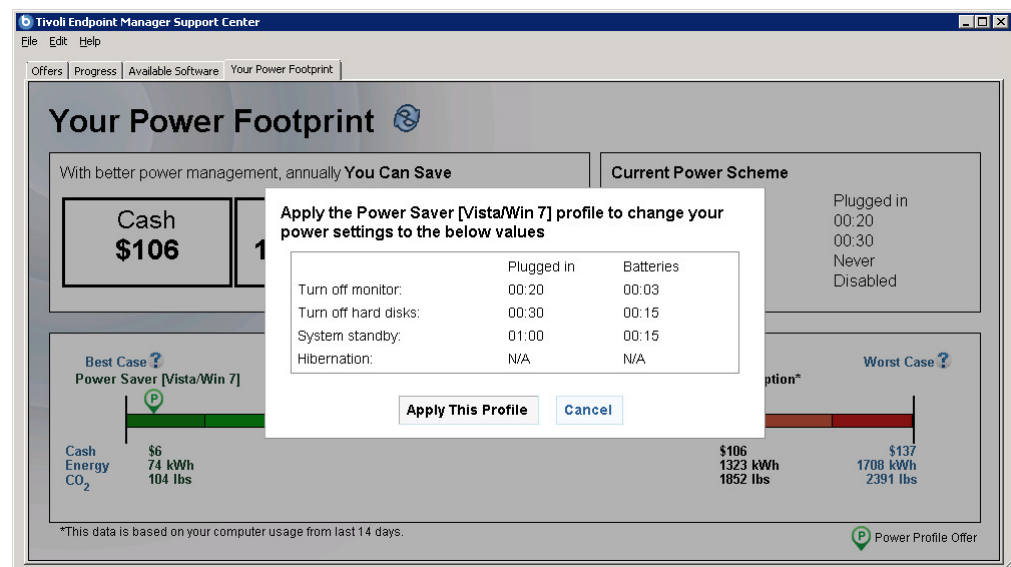 Tivoli Endpoint Manager Support Center
File Edit Help
Offers Progress Available Software Your Power Footprint
Your Power Footprint
With better power management, annually You Can Save
Cash
$106
1
Current Power Scheme
Plugged in
00:20
00:30
Never
Disabled
Apply the Power Saver [Vista/Win 7] profile to change your
power settings to the below values
Plugged in Batteries
Turn off monitor: 00:20 00:03
Turn off hard disks: 00:30 00:15
System standby: 01:00 00:15
Hibernation: N/A N/A
Apply This Profile Cancel
Best Case ?
Power Saver [Vista/Win 7]
P
ption*
Worst Case ?
Cash $6 $106 $137
Energy 74 kWh 1323 kWh 1708 kWh
CO2 104 lbs 1852 lbs 2391 lbs
*This data is based on your computer usage from last 14 days.
P Power Profile Offer